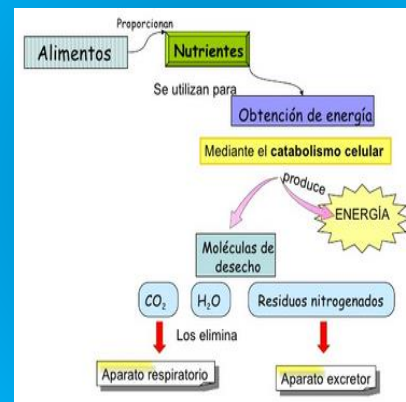 Proporcionan
Alimentos
Nutrientes
Se utilizan para
Obtención de energía
Mediante el catabolismo celular
produce
ENERGÍA
Moléculas de
desecho
CO₂
H₂O
Residuos nitrogenados
Los elimina
Aparato respiratorio
Aparato excretor